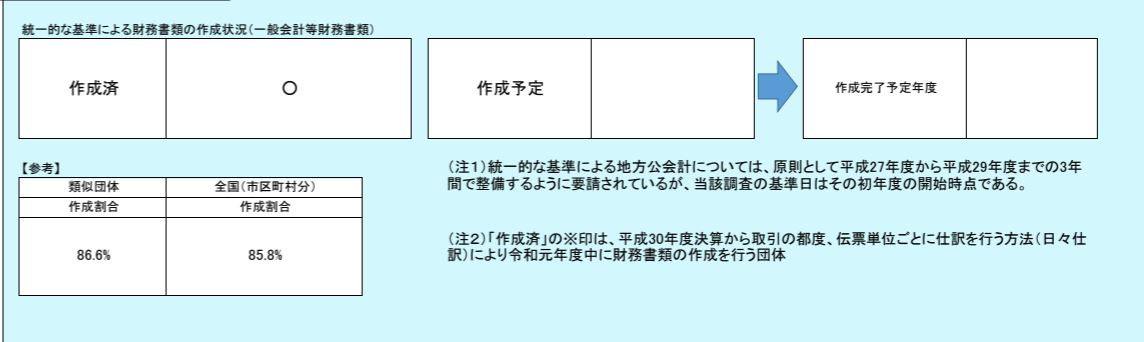 統一的な基準による財務書類の作成状況（一般会計等財務書類）
作成済
○
作成予定
作成完了予定年度
【参考】
類似団体
全国（市区町村分）
作成割合
作成割合
86.6%
85.8%
（注１）統一的な基準による地方公会計については、原則として平成27年度から平成29年度までの3年
間で整備するように要請されているが、当該調査の基準日はその初年度の開始時点である。
（注２）「作成済」の※印は、平成30年度決算から取引の都度、伝票単位ごとに仕訳を行う方法（日々仕
訳）により令和元年度中に財務書類の作成を行う団体